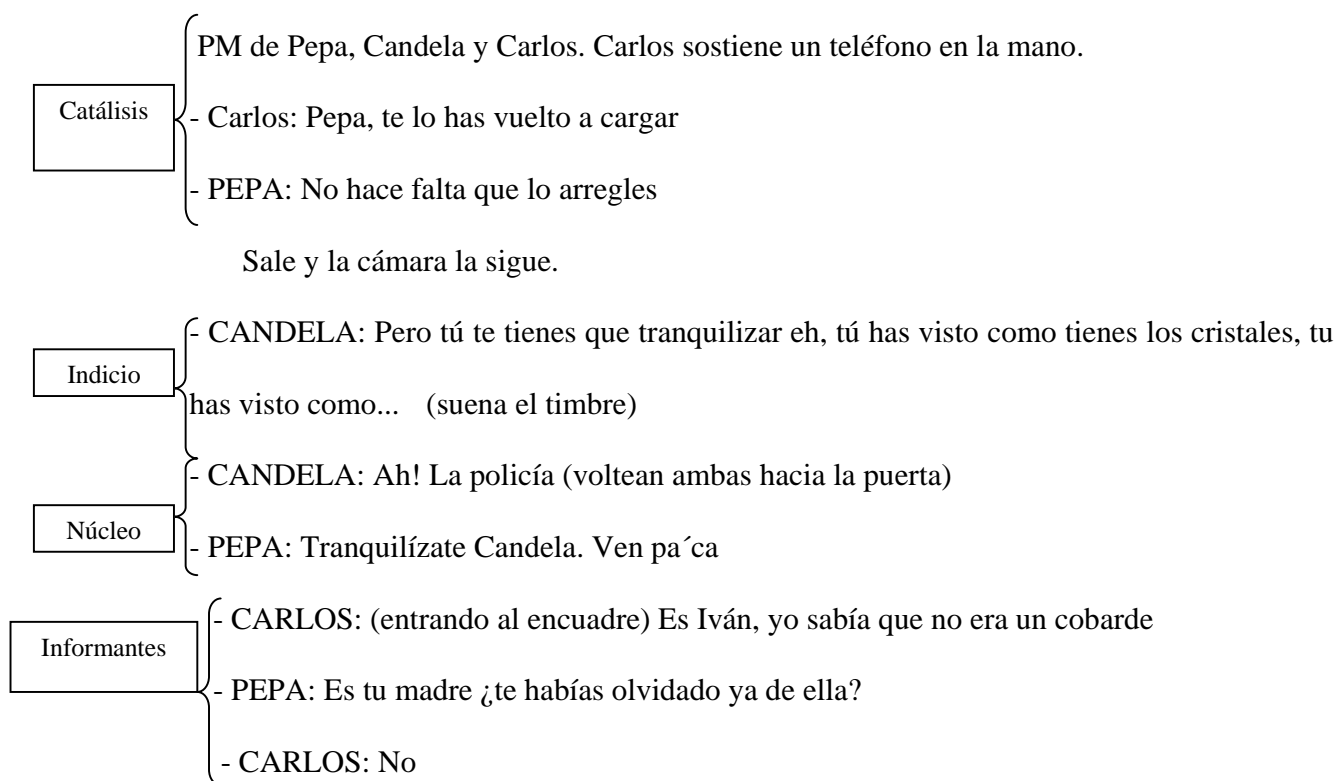 PM de Pepa, Candela y Carlos. Carlos sostiene un teléfono en la mano.
Catálisis
- Carlos: Pepa, te lo has vuelto a cargar
- PEPA: No hace falta que lo arregles
Sale y la cámara la sigue.
- CANDELA: Pero tú te tienes que tranquilizar eh, tú has visto como tienes los cristales, tu
Indicio
has visto como... (suena el timbre)
- CANDELA: Ah! La policía (voltean ambas hacia la puerta)
Núcleo
- PEPA: Tranquilízate Candela. Ven pa´ca
- CARLOS: (entrando al encuadre) Es Iván, yo sabía que no era un cobarde
Informantes
- PEPA: Es tu madre ¿te habías olvidado ya de ella?
- CARLOS: No